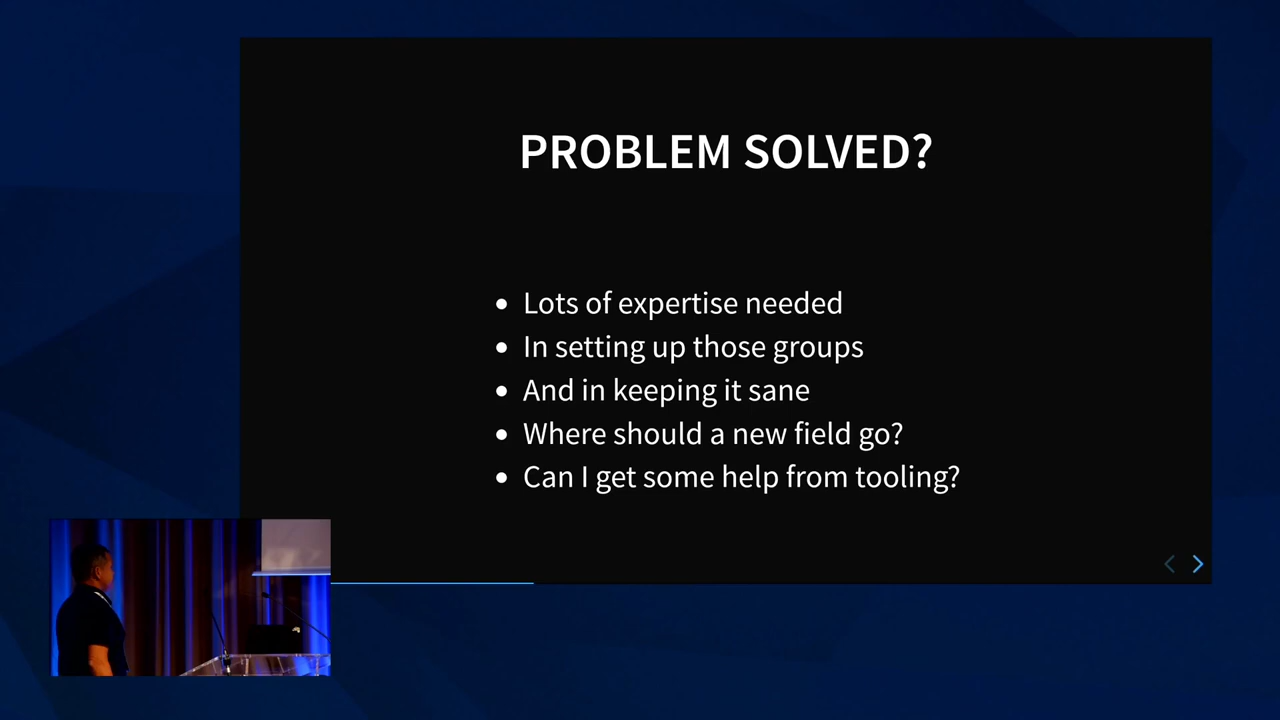 PROBLEM SOLVED?
Lots of expertise needed
In setting up those groups
And in keeping it sane
Where should a new field go?
Can I get some help from tooling?